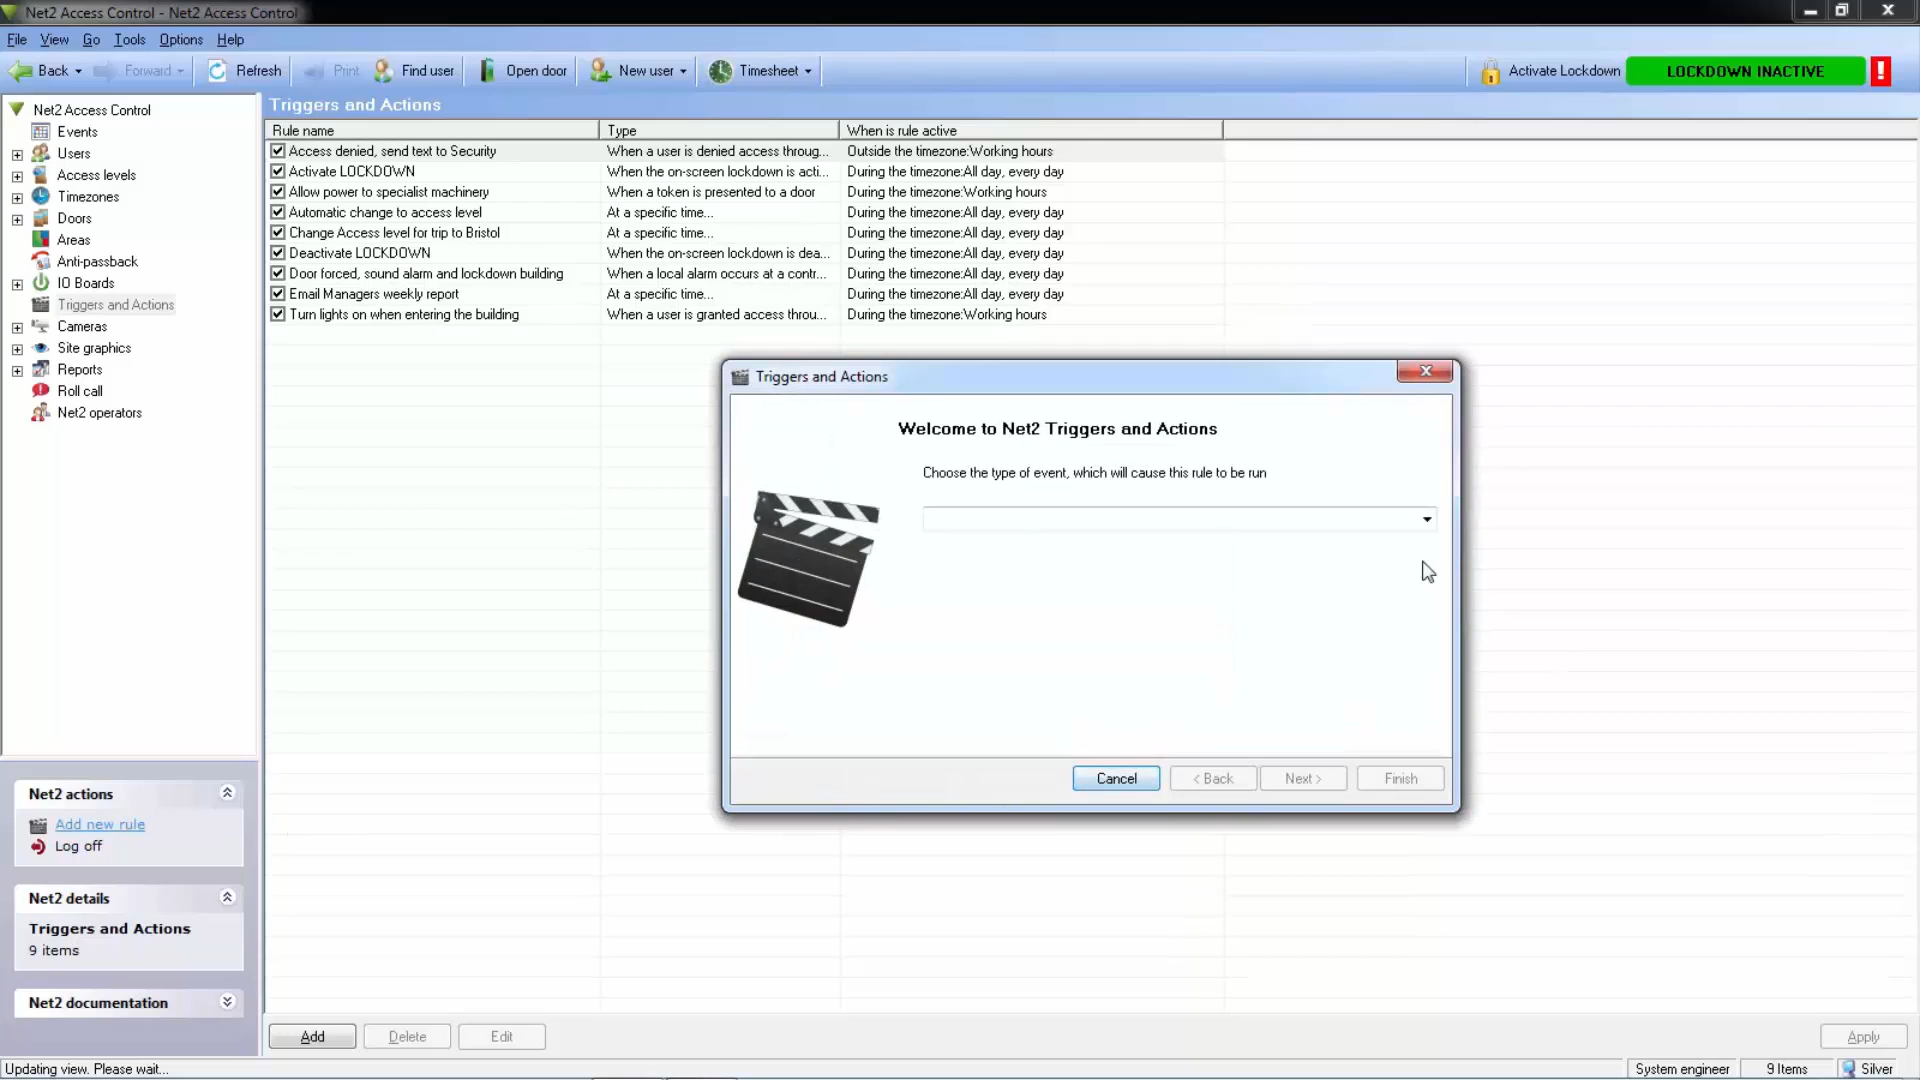 Net2 Access Control - Net2 Access Control
File View Go Tools Options Help
Back Forward Refresh Print Find user Open door New user Timesheet Activate Lockdown LOCKDOWN INACTIVE !
Net2 Access Control
Events
Users
Access levels
Timezones
Doors
Areas
Anti-passback
IO Boards
Triggers and Actions
Cameras
Site graphics
Reports
Roll call
Net2 operators
Net2 actions
Add new rule
Log off
Net2 details
Triggers and Actions
9 items
Net2 documentation
Triggers and Actions
Rule name Type When is rule active
Access denied, send text to Security When a user is denied access throug... Outside the timezone:Working hours
Activate LOCKDOWN When the on-screen lockdown is acti... During the timezone:All day, every day
Allow power to specialist machinery When a token is presented to a door During the timezone:Working hours
Automatic change to access level At a specific time... During the timezone:All day, every day
Change Access level for trip to Bristol At a specific time... During the timezone:All day, every day
Deactivate LOCKDOWN When the on-screen lockdown is dea... During the timezone:All day, every day
Door forced, sound alarm and lockdown building When a local alarm occurs at a contr... During the timezone:All day, every day
Email Managers weekly report At a specific time... During the timezone:All day, every day
Turn lights on when entering the building When a user is granted access throu... During the timezone:Working hours
Triggers and Actions
Welcome to Net2 Triggers and Actions
Choose the type of event, which will cause this rule to be run
Cancel < Back Next > Finish
Add Delete Edit Apply
Updating view. Please wait... System engineer 9 Items Silver